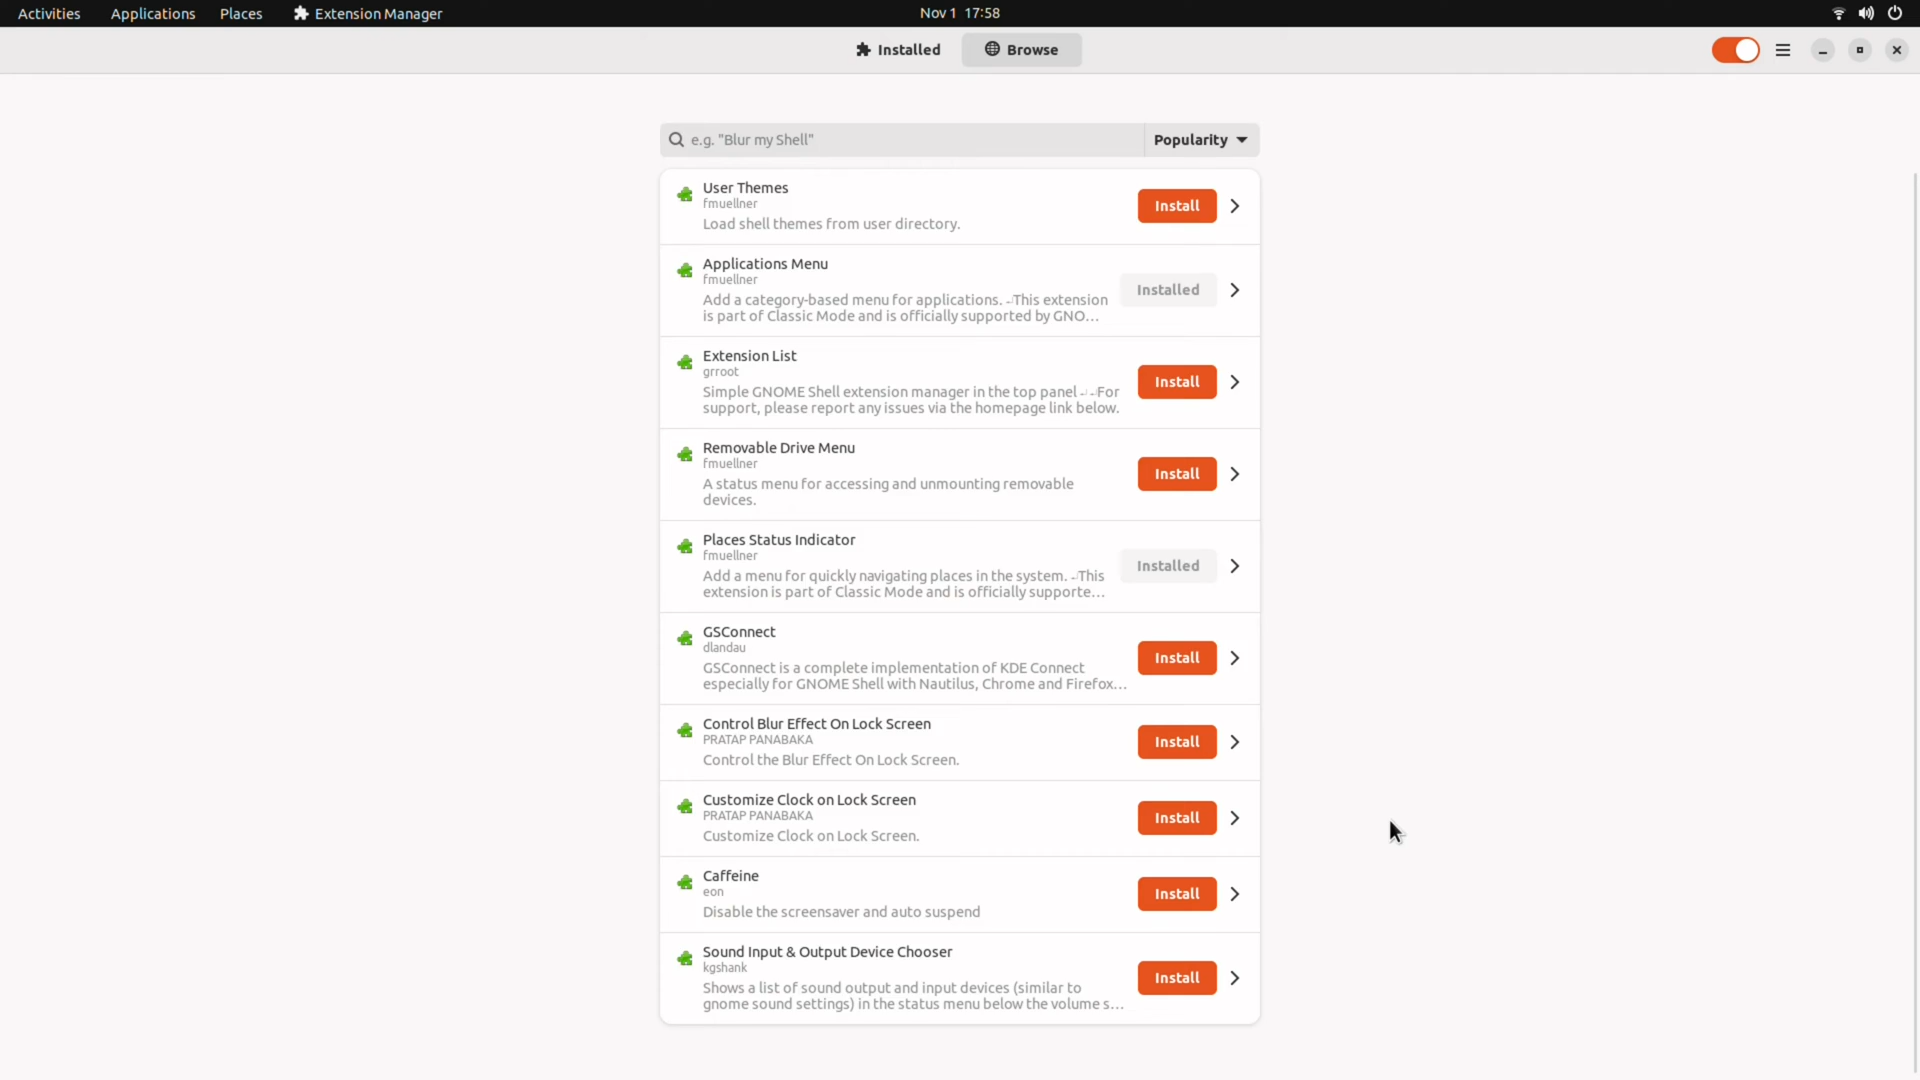 Activities Applications Places Extension Manager Nov 1 17:58
Installed Browse
e.g. "Blur my Shell" Popularity
User Themes
fmuellner
Load shell themes from user directory.
Install
Applications Menu
fmuellner
Add a category-based menu for applications. This extension
is part of Classic Mode and is officially supported by GNO...
Installed
Extension List
grroot
Simple GNOME Shell extension manager in the top panel For
support, please report any issues via the homepage link below.
Install
Removable Drive Menu
fmuellner
A status menu for accessing and unmounting removable
devices.
Install
Places Status Indicator
fmuellner
Add a menu for quickly navigating places in the system. This
extension is part of Classic Mode and is officially supporte...
Installed
GSConnect
dlandau
GSConnect is a complete implementation of KDE Connect
especially for GNOME Shell with Nautilus, Chrome and Firefox...
Install
Control Blur Effect On Lock Screen
PRATAP PANABAKA
Control the Blur Effect On Lock Screen.
Install
Customize Clock on Lock Screen
PRATAP PANABAKA
Customize Clock on Lock Screen.
Install
Caffeine
eon
Disable the screensaver and auto suspend
Install
Sound Input & Output Device Chooser
kgshank
Shows a list of sound output and input devices (similar to
gnome sound settings) in the status menu below the volume s...
Install